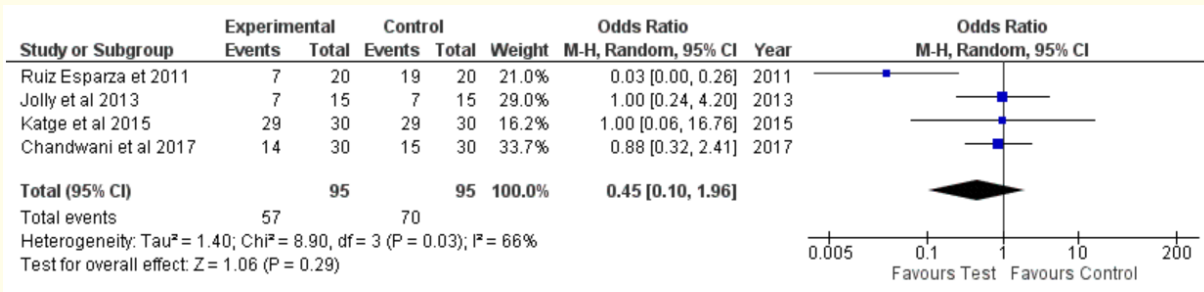 Experimental Control Odds Ratio Odds Ratio
Study or Subgroup Events Total Events Total Weight M-H, Random, 95% CI Year M-H, Random, 95% CI
Ruiz Esparza et 2011 7 20 19 20 21.0% 0.03 [0.00, 0.26] 2011
Jolly et al 2013 7 15 7 15 29.0% 1.00 [0.24, 4.20] 2013
Katge et al 2015 29 30 29 30 16.2% 1.00 [0.06, 16.76] 2015
Chandwani et al 2017 14 30 15 30 33.7% 0.88 [0.32, 2.41] 2017
Total (95% CI) 95 95 100.0% 0.45 [0.10, 1.96]
Total events 57 70
Heterogeneity: Tau² = 1.40; Chi² = 8.90, df = 3 (P = 0.03); I² = 66%
Test for overall effect: Z = 1.06 (P = 0.29)
0.005 0.1 1 10 200
Favours Test Favours Control